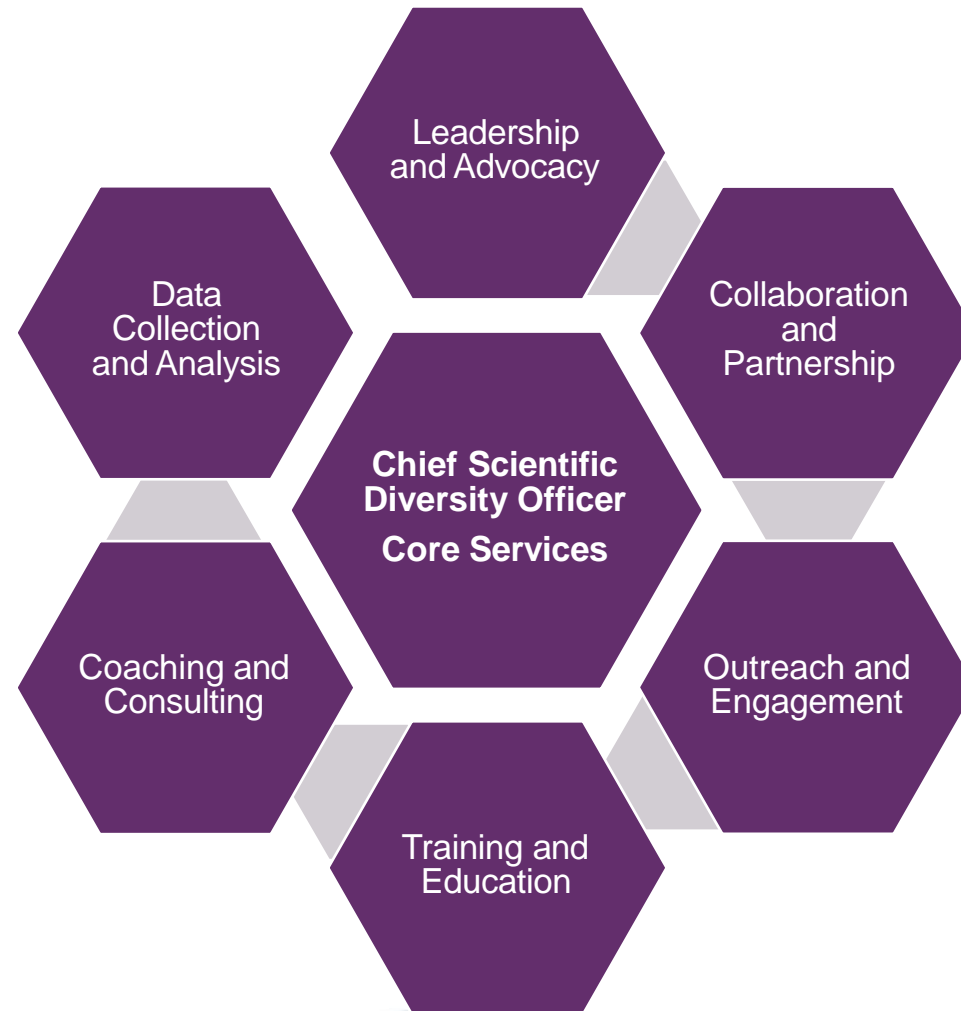 Leadership
and Advocacy
Collaboration
and
Partnership
Outreach and
Engagement
Training and
Education
Coaching and
Consulting
Data
Collection
and Analysis
Chief Scientific
Diversity Officer
Core Services